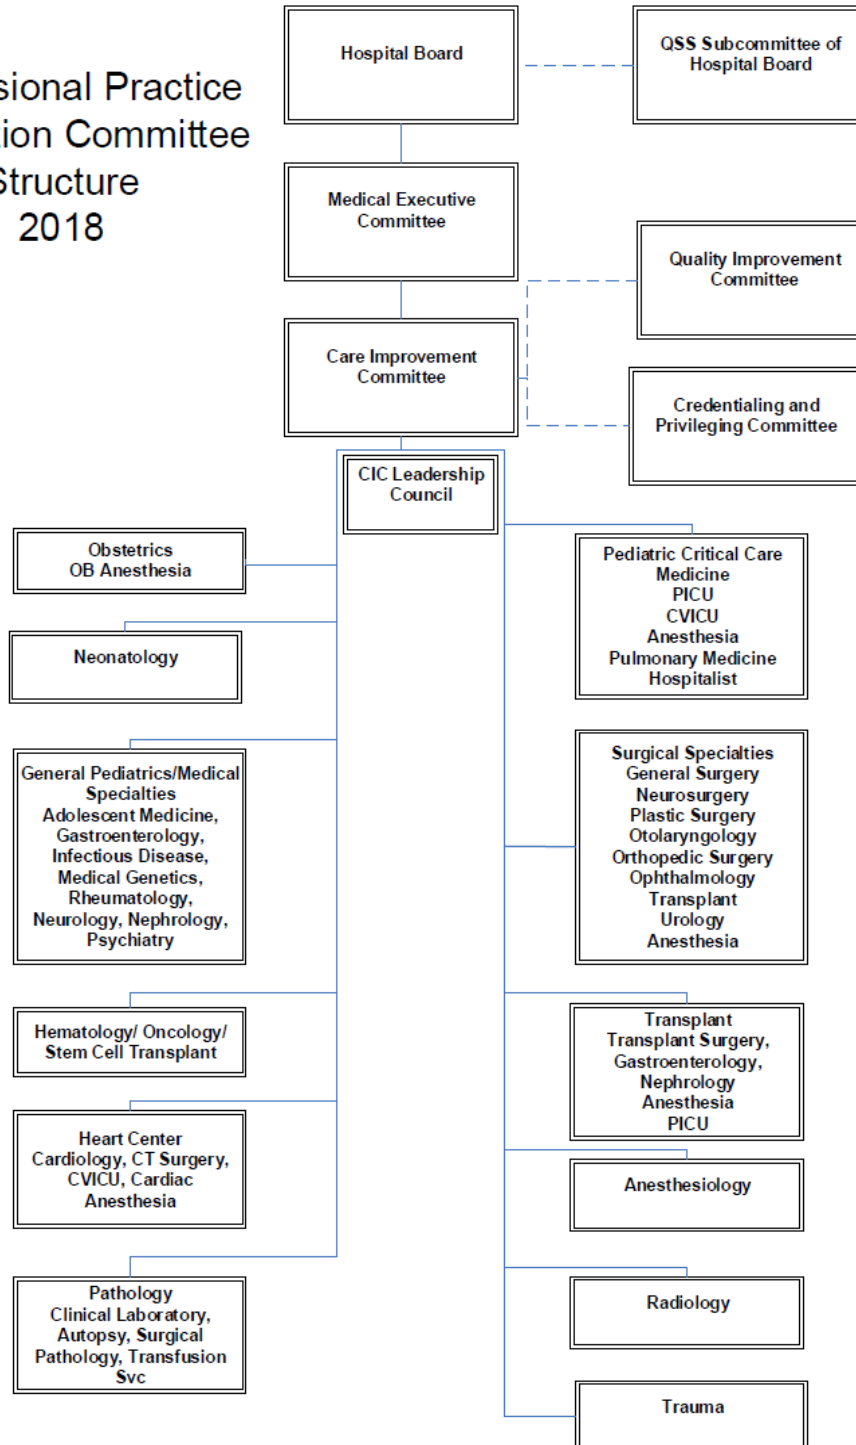 Hospital Board
QSS Subcommittee of
Hospital Board
Practice
Committee
Structure
2018
Medical Executive
Committee
Quality Improvement
Committee
Care Improvement
Committee
Credentialing and
Privileging Committee
CIC Leadership
Council
Obstetrics
OB Anesthesia
Neonatology
General Pediatrics/Medical
Specialties
Adolescent Medicine,
Gastroenterology,
Infectious Disease,
Medical Genetics,
Rheumatology,
Neurology, Nephrology,
Psychiatry
Hematology/ Oncology/
Stem Cell Transplant
Heart Center
Cardiology, CT Surgery,
CVICU, Cardiac
Anesthesia
Pathology
Clinical Laboratory,
Autopsy, Surgical
Pathology, Transfusion
Svc
Pediatric Critical Care
Medicine
PICU
CVICU
Anesthesia
Pulmonary Medicine
Hospitalist
Surgical Specialties
General Surgery
Neurosurgery
Plastic Surgery
Otolaryngology
Orthopedic Surgery
Ophthalmology
Transplant
Urology
Anesthesia
Transplant
Transplant Surgery,
Gastroenterology,
Nephrology
Anesthesia
PICU
Anesthesiology
Radiology
Trauma